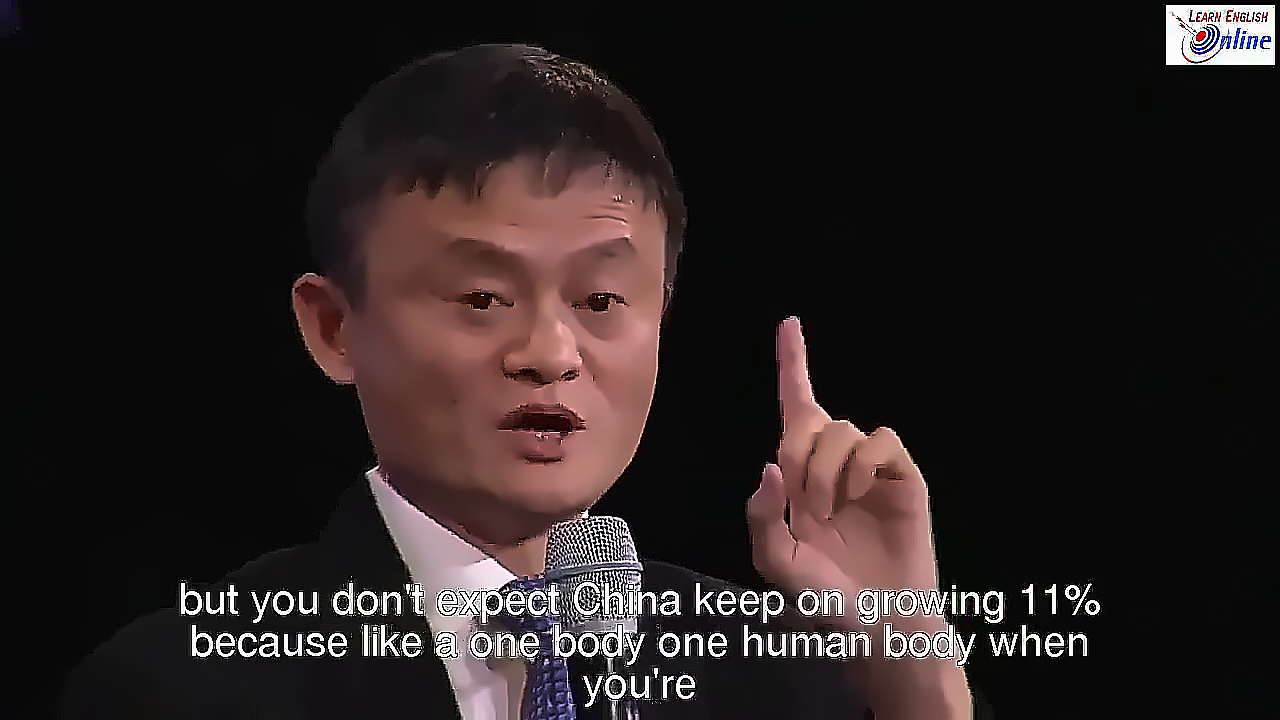 LEARN ENGLISH
Online
but you don't expect China keep on growing 11%
because like a one body one human body when
you're